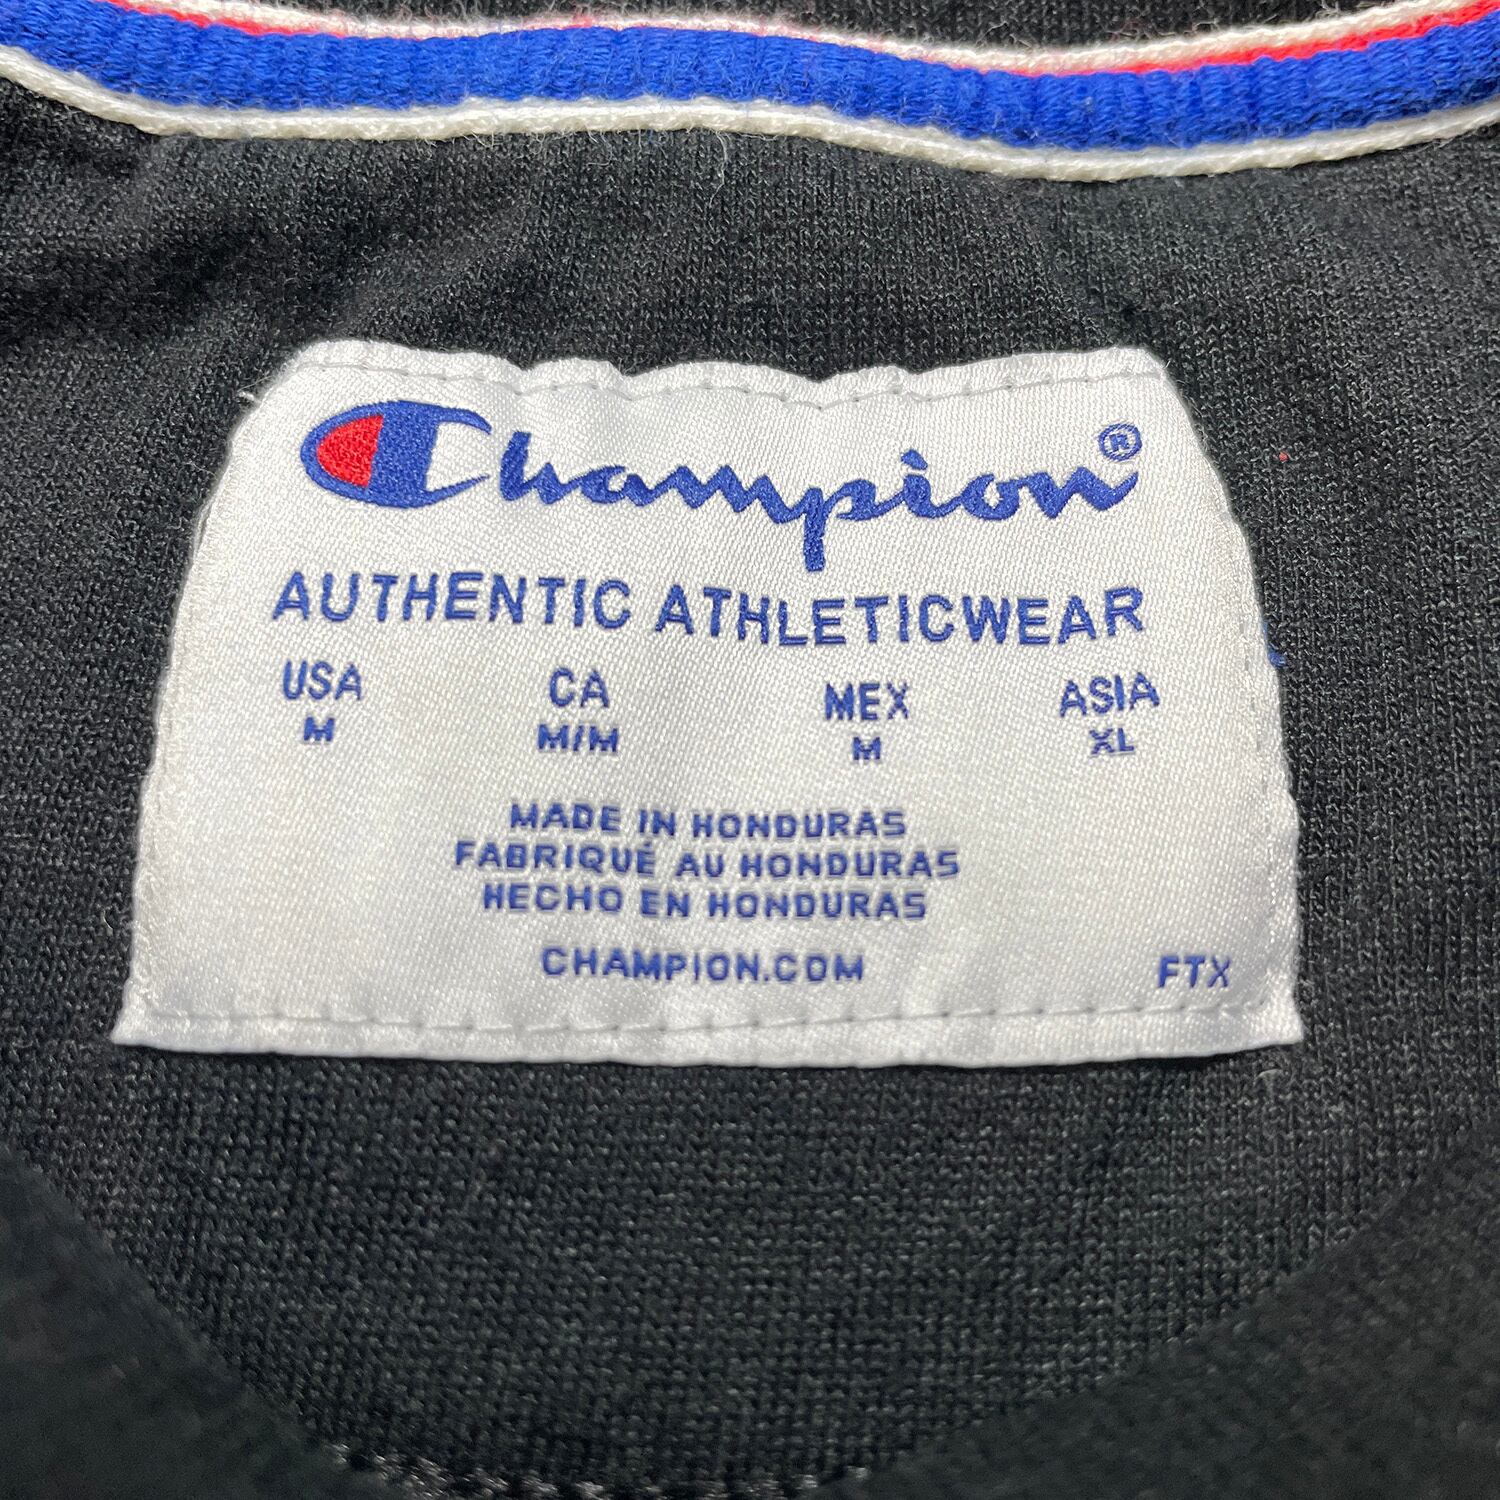 Champion®
AUTHENTIC ATHLETICWEAR
USA CA MEX ASIA
M M/M M XL
MADE IN HONDURAS
FABRIQUÉ AU HONDURAS
HECHO EN HONDURAS
CHAMPION.COM FTX